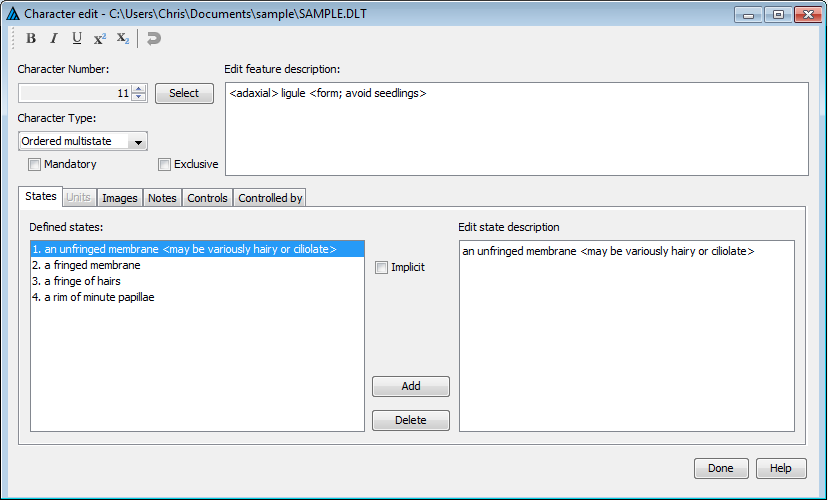 Character edit - C:\Users\Chris\Documents\sample\SAMPLE.DLT
B I U x² x₂
Character Number:
11
Select
Character Type:
Ordered multistate
Mandatory
Exclusive
Edit feature description:
<adaxial> ligule <form; avoid seedlings>
States Units Images Notes Controls Controlled by
Defined states:
1. an unfringed membrane <may be variously hairy or ciliolate>
2. a fringed membrane
3. a fringe of hairs
4. a rim of minute papillae
Implicit
Add
Delete
Edit state description
an unfringed membrane <may be variously hairy or ciliolate>
Done Help